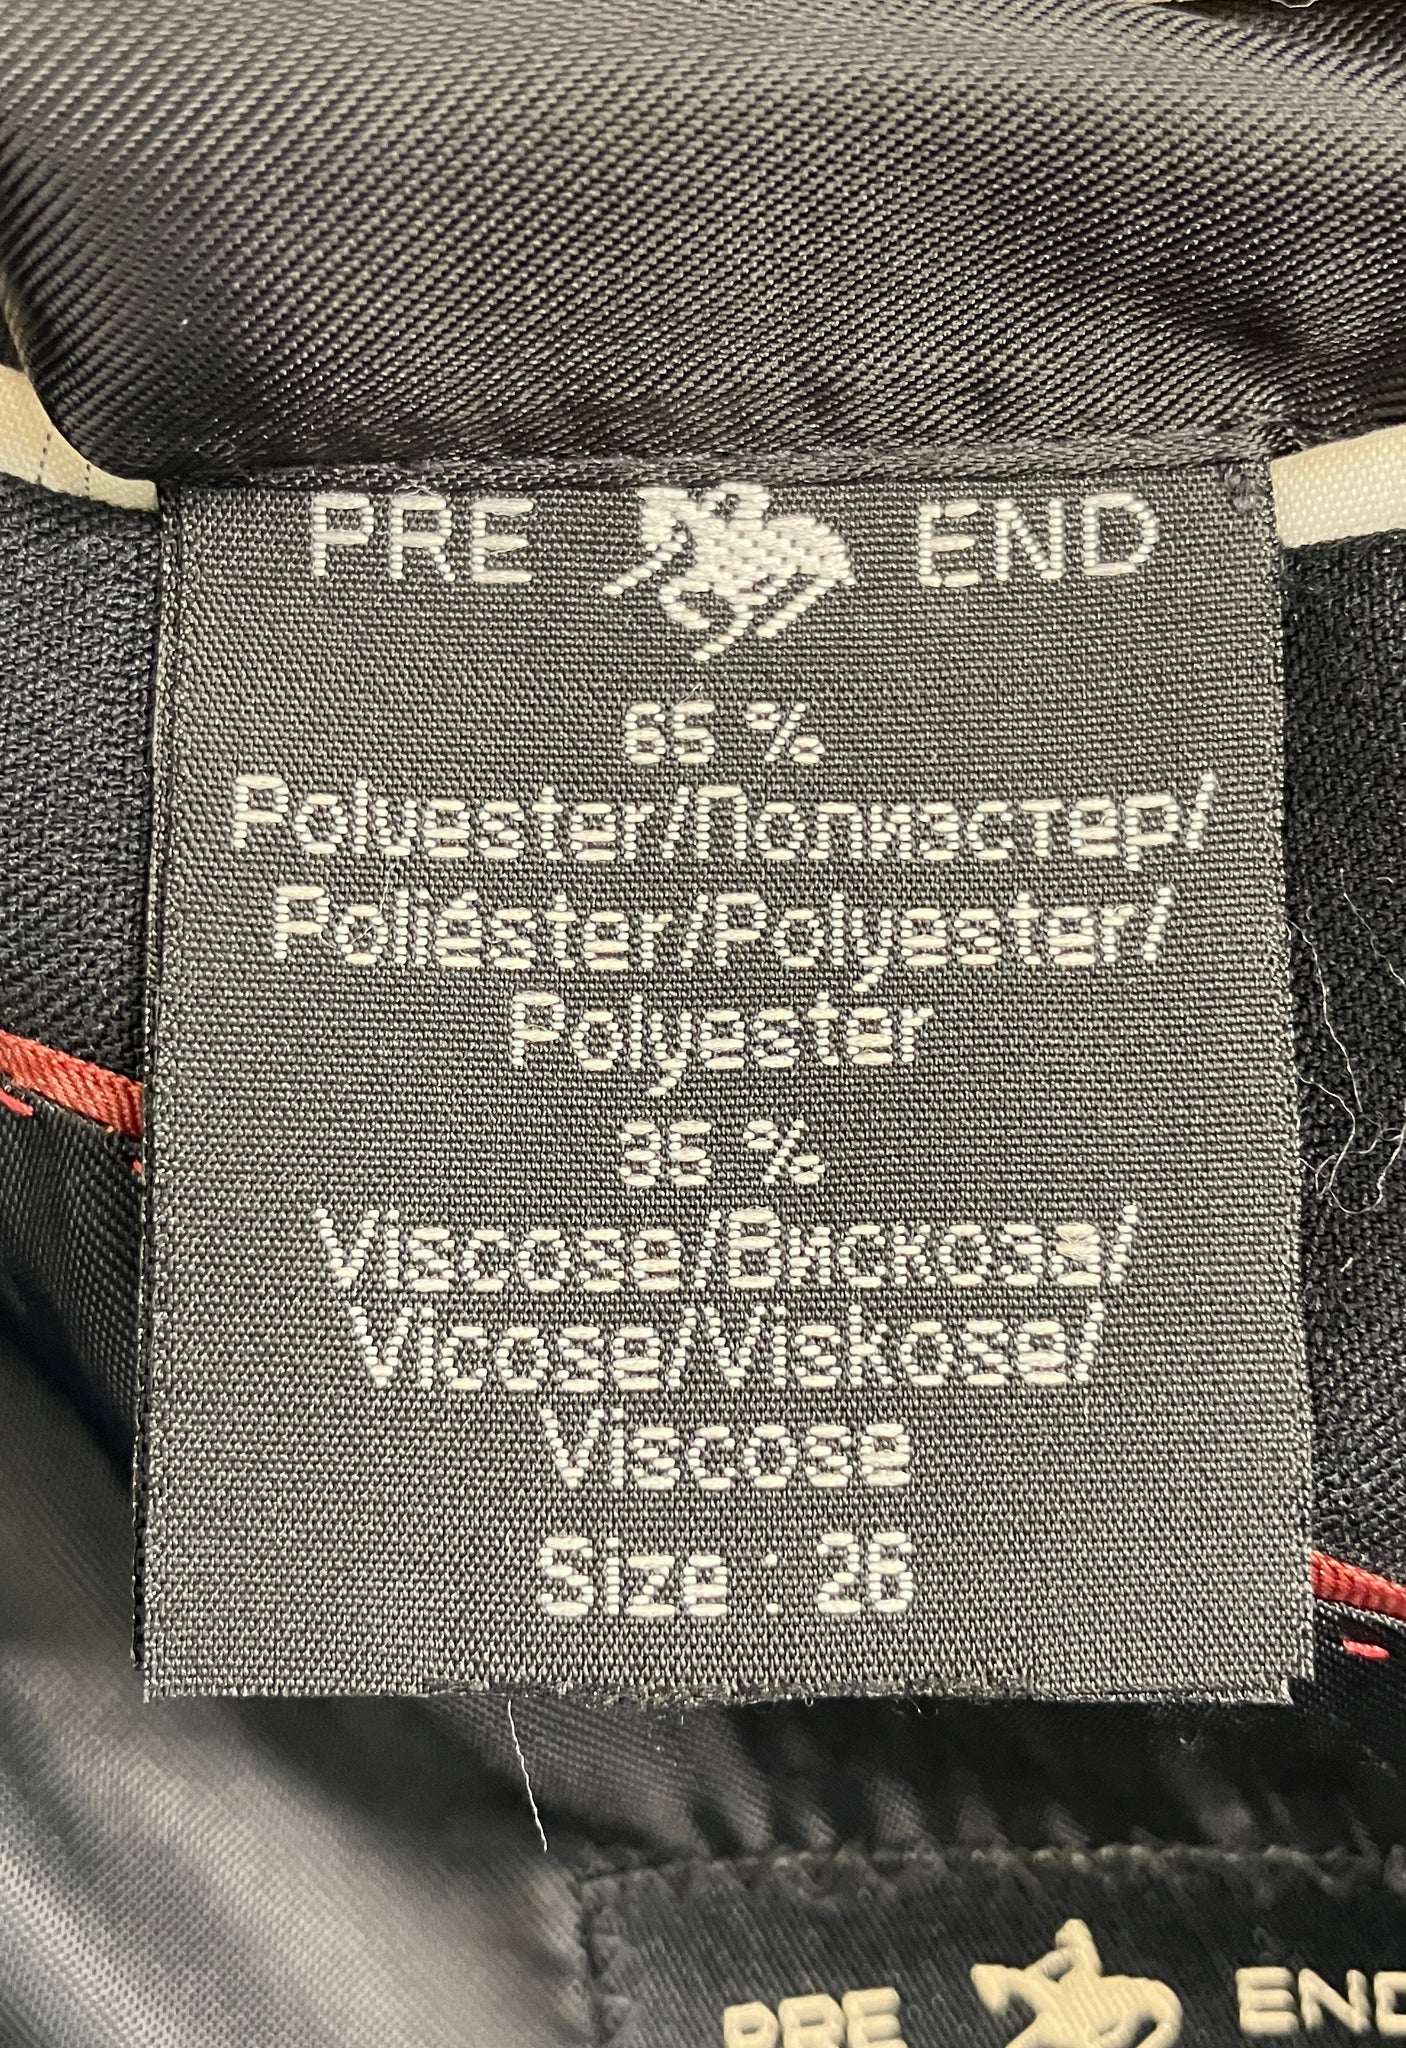 PRE END
65 %
Polyester/Полиэстер/
Poliéster/Polyester/
Polyester
35 %
Viscose/Вискоза/
Vicose/Viskose/
Viscose
Size : 26
PRE END